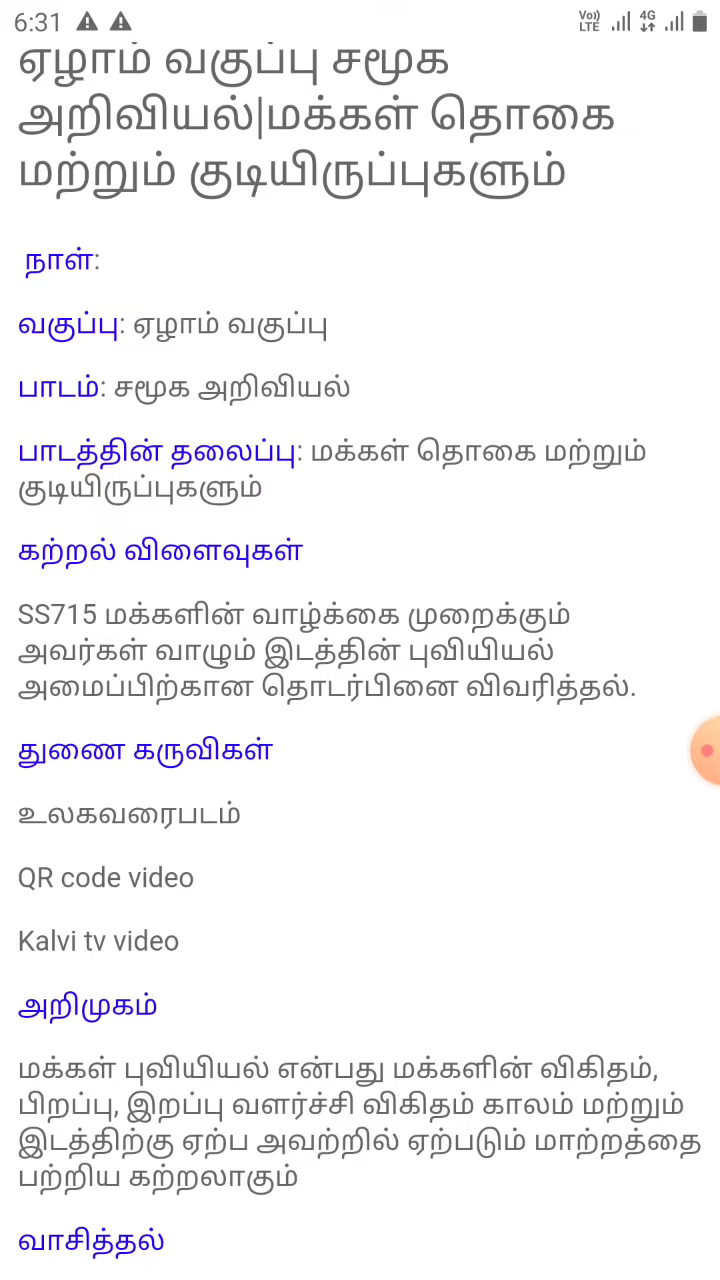 6:31
Vo)) LTE 4G
ஏழாம் வகுப்பு சமூக
அறிவியல்|மக்கள் தொகை
மற்றும் குடியிருப்புகளும்
நாள்:
வகுப்பு: ஏழாம் வகுப்பு
பாடம்: சமூக அறிவியல்
பாடத்தின் தலைப்பு: மக்கள் தொகை மற்றும்
குடியிருப்புகளும்
கற்றல் விளைவுகள்
SS715 மக்களின் வாழ்க்கை முறைக்கும்
அவர்கள் வாழும் இடத்தின் புவியியல்
அமைப்பிற்கான தொடர்பினை விவரித்தல்.
துணை கருவிகள்
உலகவரைபடம்
QR code video
Kalvi tv video
அறிமுகம்
மக்கள் புவியியல் என்பது மக்களின் விகிதம்,
பிறப்பு, இறப்பு வளர்ச்சி விகிதம் காலம் மற்றும்
இடத்திற்கு ஏற்ப அவற்றில் ஏற்படும் மாற்றத்தை
பற்றிய கற்றலாகும்
வாசித்தல்